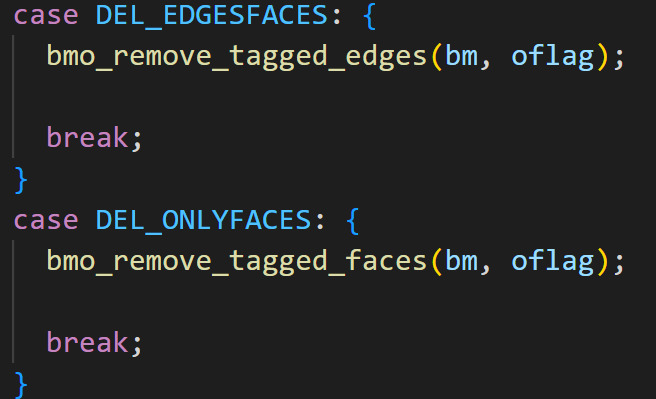 case DEL_EDGESFACES: {
bmo_remove_tagged_edges(bm, oflag);
break;
}
case DEL_ONLYFACES: {
bmo_remove_tagged_faces(bm, oflag);
break;
}